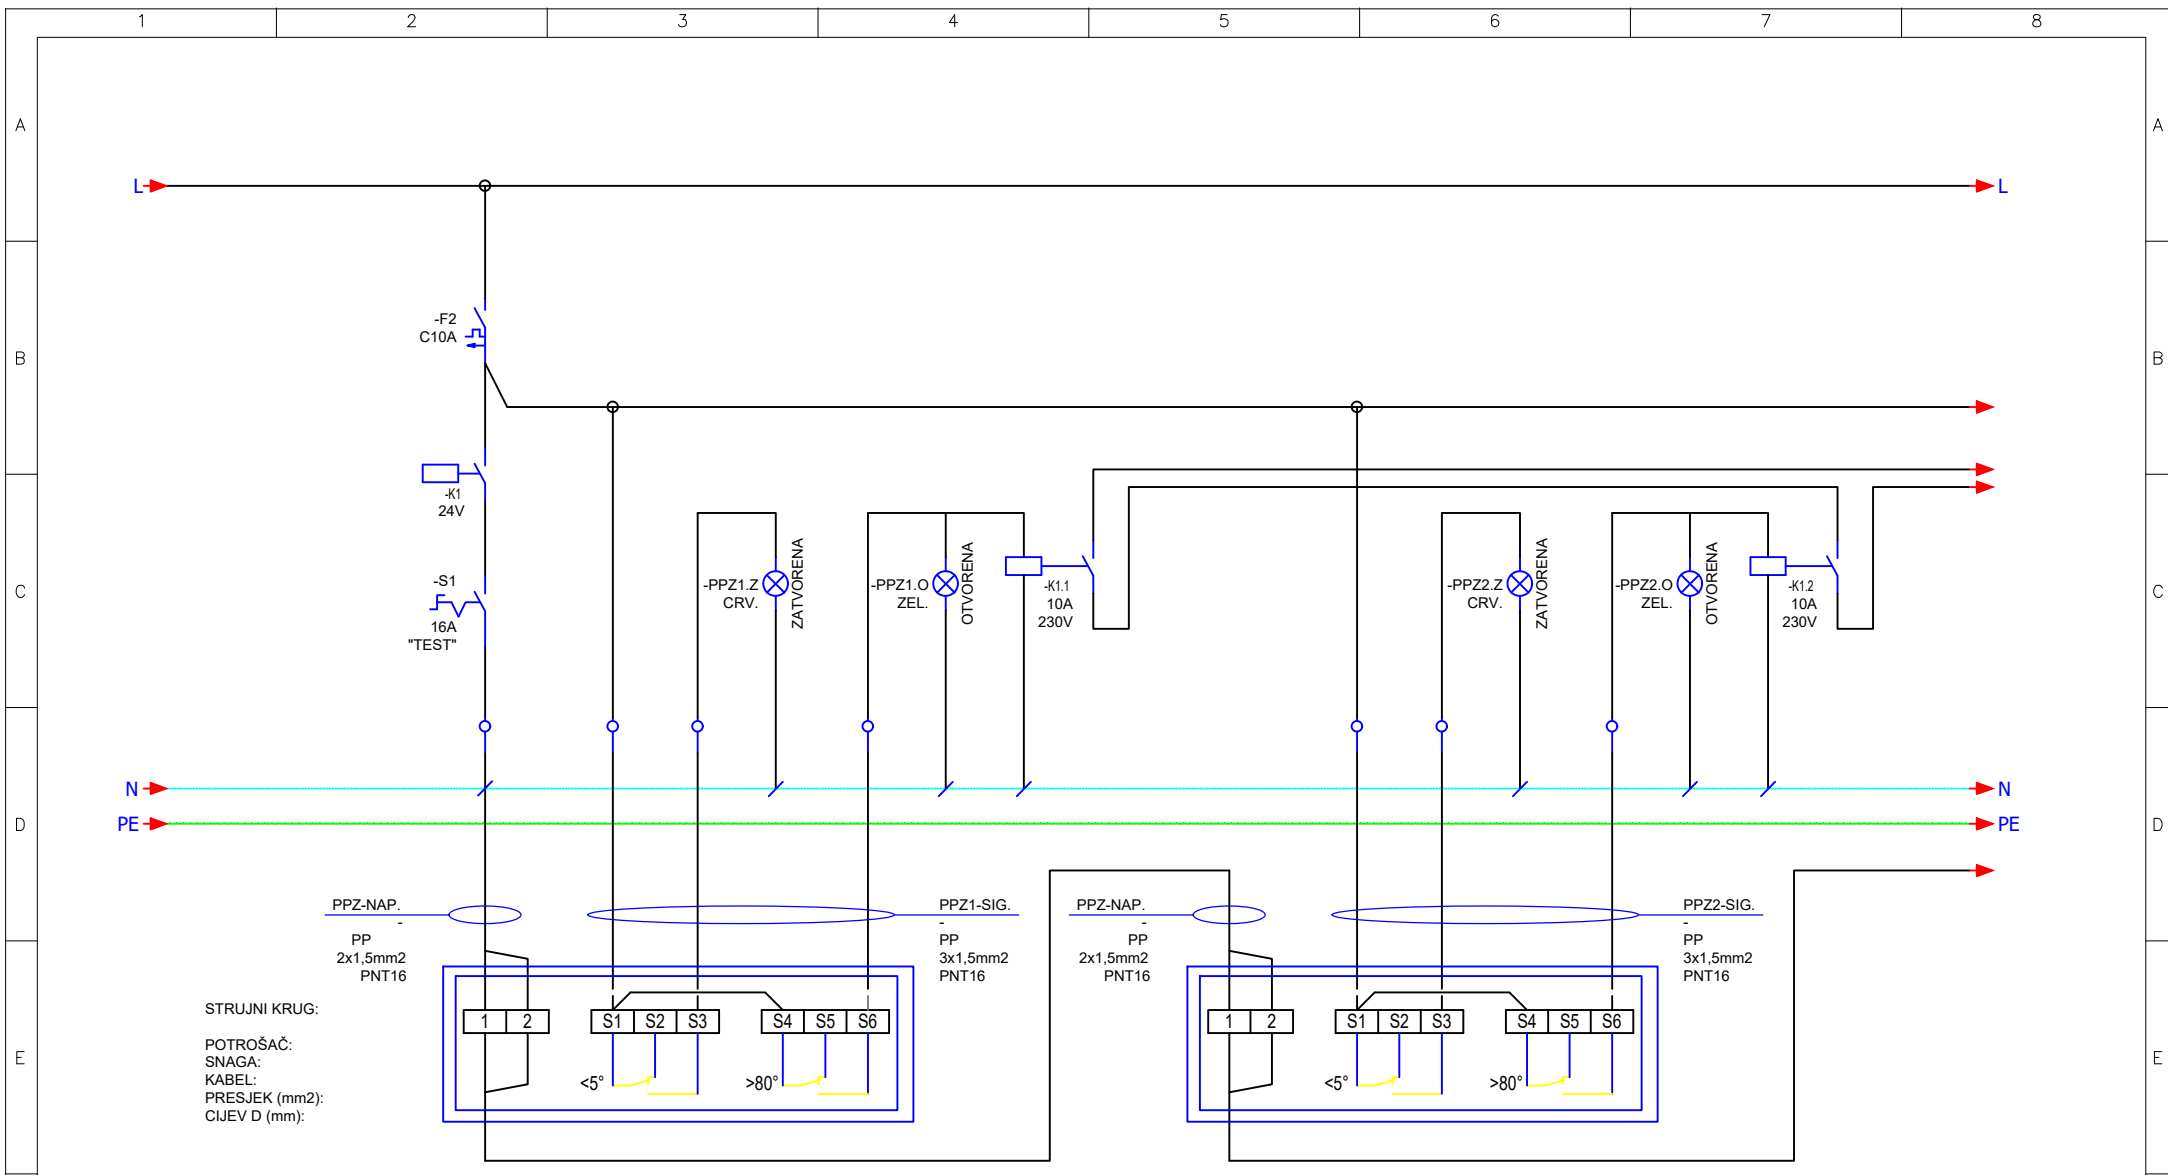 1 2 3 4 5 6 7 8
A A
L L
-F2
C10A
B B
-K1
24V
-S1
16A
"TEST"
-PPZ1.Z
CRV.
ZATVORENA
-PPZ1.O
ZEL.
OTVORENA
-K1.1
10A
230V
-PPZ2.Z
CRV.
ZATVORENA
-PPZ2.O
ZEL.
OTVORENA
-K1.2
10A
230V
C C
N N
PE PE
D D
PPZ-NAP.
-
PP
2x1,5mm2
PNT16
PPZ1-SIG.
-
PP
3x1,5mm2
PNT16
PPZ-NAP.
-
PP
2x1,5mm2
PNT16
PPZ2-SIG.
-
PP
3x1,5mm2
PNT16
STRUJNI KRUG:
POTROŠAČ:
SNAGA:
KABEL:
PRESJEK (mm2):
CIJEV D (mm):
1 2 S1 S2 S3 S4 S5 S6
<5° >80°
1 2 S1 S2 S3 S4 S5 S6
<5° >80°
E E